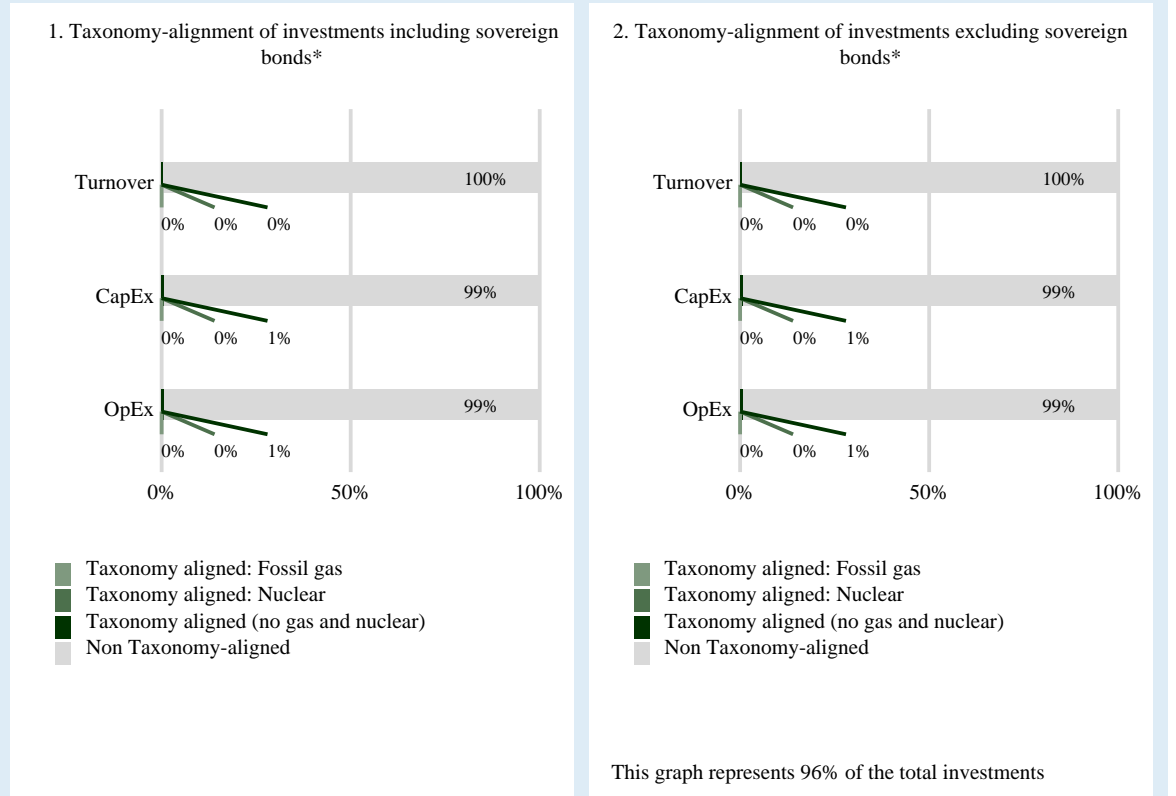 1. Taxonomy-alignment of investments including sovereign
bonds*
Turnover
100%
0% 0% 0%
CapEx
99%
0% 0% 1%
OpEx
99%
0% 0% 1%
0% 50% 100%
Taxonomy aligned: Fossil gas
Taxonomy aligned: Nuclear
Taxonomy aligned (no gas and nuclear)
Non Taxonomy-aligned
2. Taxonomy-alignment of investments excluding sovereign
bonds*
Turnover
100%
0% 0% 0%
CapEx
99%
0% 0% 1%
OpEx
99%
0% 0% 1%
0% 50% 100%
Taxonomy aligned: Fossil gas
Taxonomy aligned: Nuclear
Taxonomy aligned (no gas and nuclear)
Non Taxonomy-aligned
This graph represents 96% of the total investments